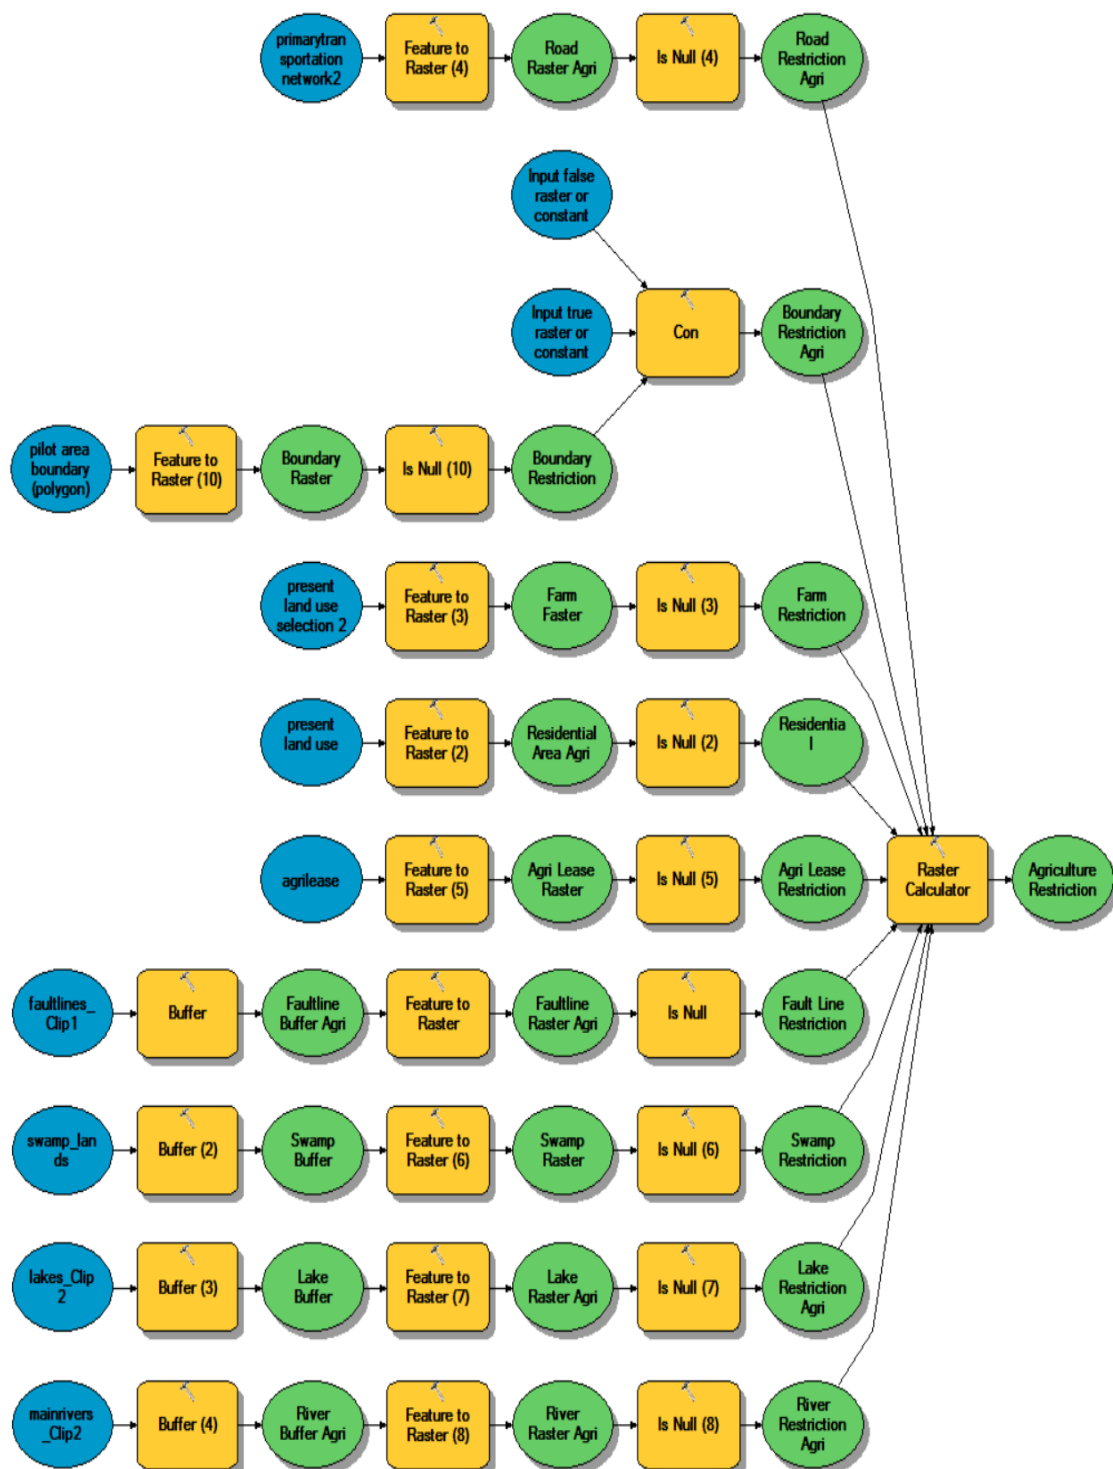 primarytran
sportation
network2
Feature to
Raster (4)
Road
Raster Agri
Is Null (4)
Road
Restriction
Agri
Input false
raster or
constant
Input true
raster or
constant
Con
Boundary
Restriction
Agri
pilot area
boundary
(polygon)
Feature to
Raster (10)
Boundary
Raster
Is Null (10)
Boundary
Restriction
present
land use
selection 2
Feature to
Raster (3)
Farm
Faster
Is Null (3)
Farm
Restriction
present
land use
Feature to
Raster (2)
Residential
Area Agri
Is Null (2)
Residentia
l
agrilease
Feature to
Raster (5)
Agri Lease
Raster
Is Null (5)
Agri Lease
Restriction
Raster
Calculator
Agriculture
Restriction
faultlines_
Clip1
Buffer
Faultline
Buffer Agri
Feature to
Raster
Faultline
Raster Agri
Is Null
Fault Line
Restriction
swamp_lan
ds
Buffer (2)
Swamp
Buffer
Feature to
Raster (6)
Swamp
Raster
Is Null (6)
Swamp
Restriction
lakes_Clip
2
Buffer (3)
Lake
Buffer
Feature to
Raster (7)
Lake
Raster Agri
Is Null (7)
Lake
Restriction
Agri
mainrivers
_Clip2
Buffer (4)
River
Buffer Agri
Feature to
Raster (8)
River
Raster Agri
Is Null (8)
River
Restriction
Agri